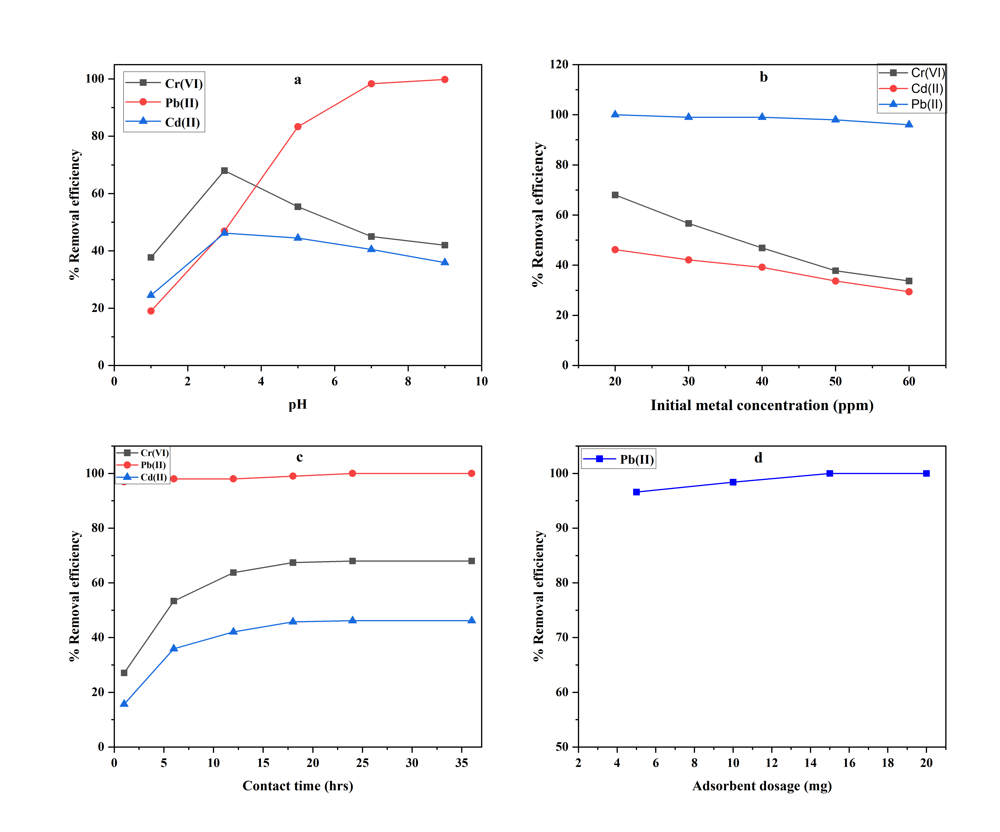 a
Cr(VI)
Pb(II)
Cd(II)
% Removal efficiency
100
80
60
40
20
0
0 2 4 6 8 10
pH
b
Cr(VI)
Cd(II)
Pb(II)
% Removal efficiency
120
100
80
60
40
20
0
20 30 40 50 60
Initial metal concentration (ppm)
c
Cr(VI)
Pb(II)
Cd(II)
% Removal efficiency
100
80
60
40
20
0
0 5 10 15 20 25 30 35
Contact time (hrs)
d
Pb(II)
% Removal efficiency
100
90
80
70
60
50
2 4 6 8 10 12 14 16 18 20
Adsorbent dosage (mg)